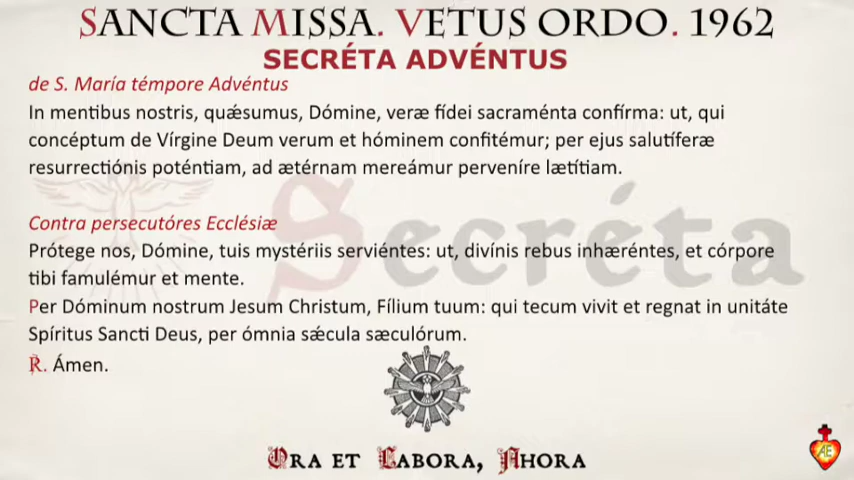 SANCTA MISSA. VETUS ORDO. 1962
SECRÉTA ADVÉNTUS
de S. María témpore Advéntus
In mentibus nostris, quǽsumus, Dómine, veræ fídei sacraménta confírma: ut, qui
concéptum de Vírgine Deum verum et hóminem confitémur; per ejus salutíferæ
resurrectiónis poténtiam, ad ætérnam mereámur perveníre lætítiam.
Secréta
Contra persecutóres Ecclésiæ
Prótege nos, Dómine, tuis mystériis serviéntes: ut, divínis rebus inhæréntes, et córpore
tibi famulémur et mente.
Per Dóminum nostrum Jesum Christum, Fílium tuum: qui tecum vivit et regnat in unitáte
Spíritus Sancti Deus, per ómnia sǽcula sæculórum.
℟. Ámen.
ORA ET LABORA, AHORA
AE